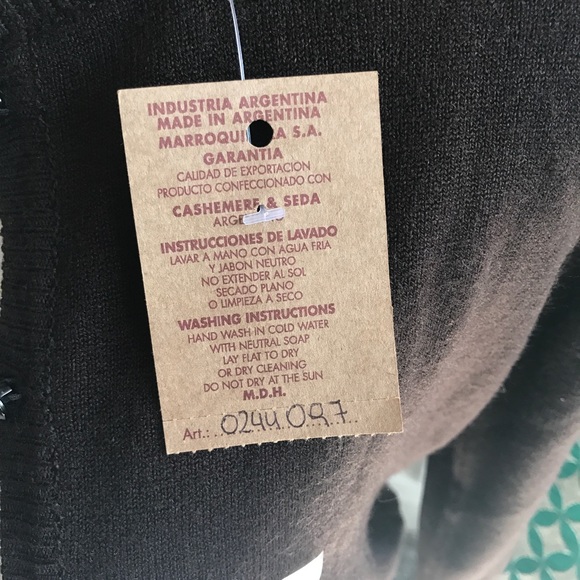 INDUSTRIA ARGENTINA
MADE IN ARGENTINA
S.A.
GARANTIA
CALIDAD DE EXPORTACION
PRODUCTO CONFECCIONADO CON
CASHEMERE & SEDA
INSTRUCCIONES DE LAVADO
LAVAR A MANO CON AGUA FRIA
Y JABON NEUTRO
NO EXTENDER AL SOL
SECADO PLANO
O LIMPIEZA A SECO
WASHING INSTRUCTIONS
HAND WASH IN COLD WATER
WITH NEUTRAL SOAP
LAY FLAT TO DRY
OR DRY CLEANING
DO NOT DRY AT THE SUN
M.D.H.
Art.: 0244097